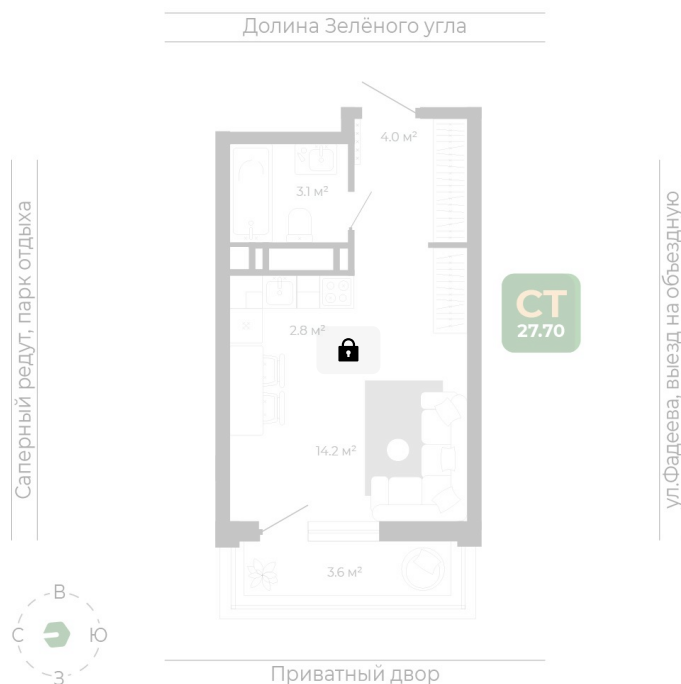 Долина Зелёного угла
4.0 м²
3.1 м²
Саперный редут, парк отдыха
ул.Фадеева, выезд на объездную
СТ
27.70
2.8 м²
14.2 м²
3.6 м²
В
С
Ю
З
Приватный двор